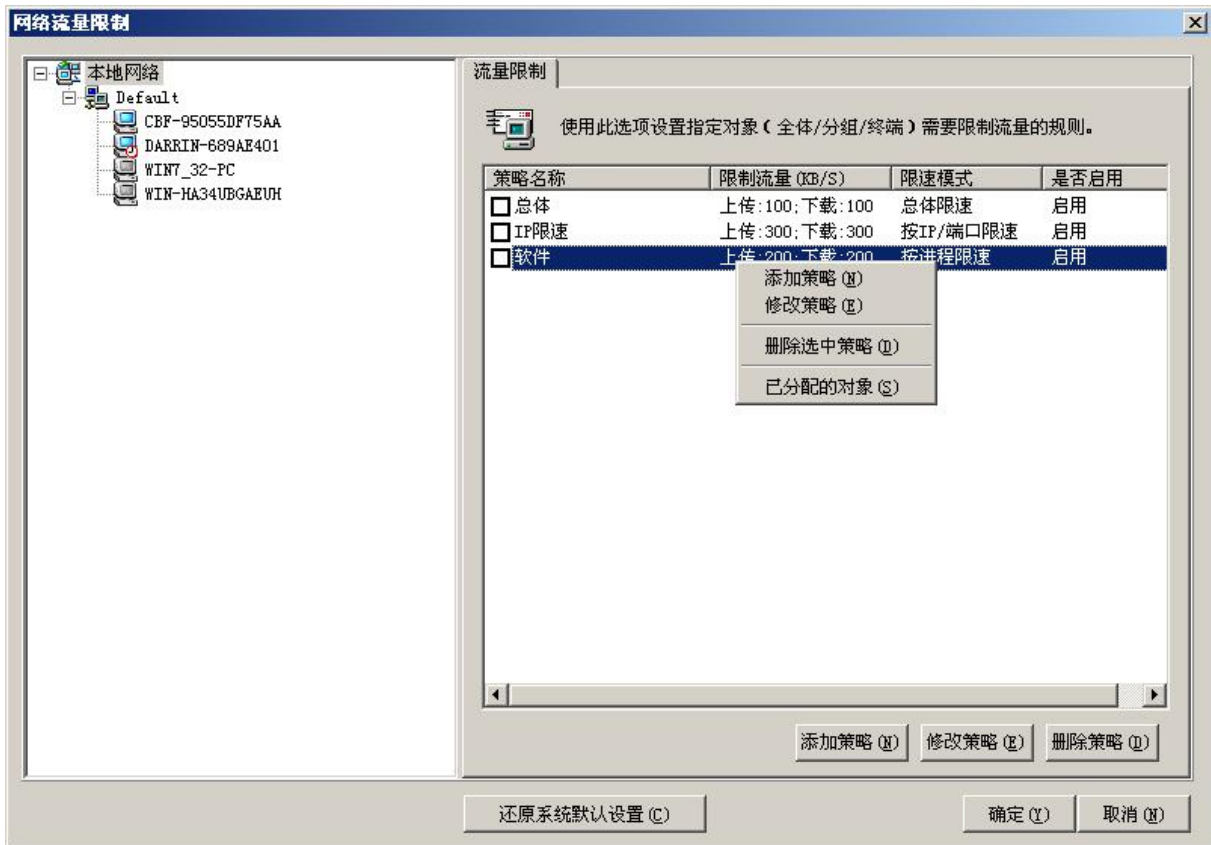 网络流量限制
本地网络
Default
CBF-95055DF75AA
DARRIN-689AE401
WIN7_32-PC
WIN-HA34UBGAEUH
流量限制
使用此选项设置指定对象(全体/分组/终端)需要限制流量的规则。
策略名称 限制流量(KB/S) 限速模式 是否启用
总体 上传:100;下载:100 总体限速 启用
IP限速 上传:300;下载:300 按IP/端口限速 启用
软件 上传:200;下载:200 按进程限速 启用
添加策略(N)
修改策略(E)
删除选中策略(D)
已分配的对象(S)
添加策略(N) 修改策略(E) 删除策略(D)
还原系统默认设置(C) 确定(Y) 取消(N)